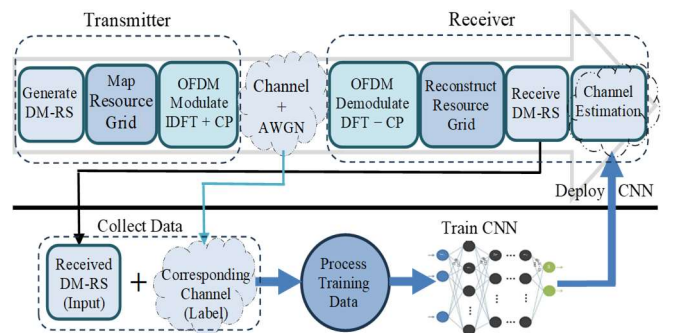 Transmitter
Receiver
Generate
DM-RS
Map
Resource
Grid
OFDM
Modulate
IDFT + CP
Channel
+
AWGN
OFDM
Demodulate
DFT − CP
Reconstruct
Resource
Grid
Receive
DM-RS
Channel
Estimation
Deploy CNN
Collect Data
Received
DM-RS
(Input)
+
Corresponding
Channel
(Label)
Process
Training
Data
Train CNN